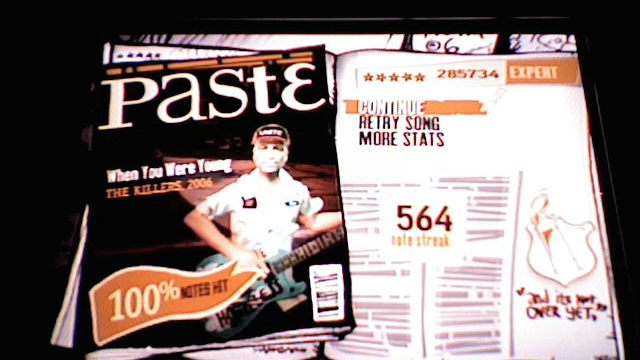 Paste
When You Were Young
THE KILLERS 2006
100% NOTES HIT
285734 EXPERT
CONTINUE
RETRY SONG
MORE STATS
564
note streak
"and it's not
OVER YET,"